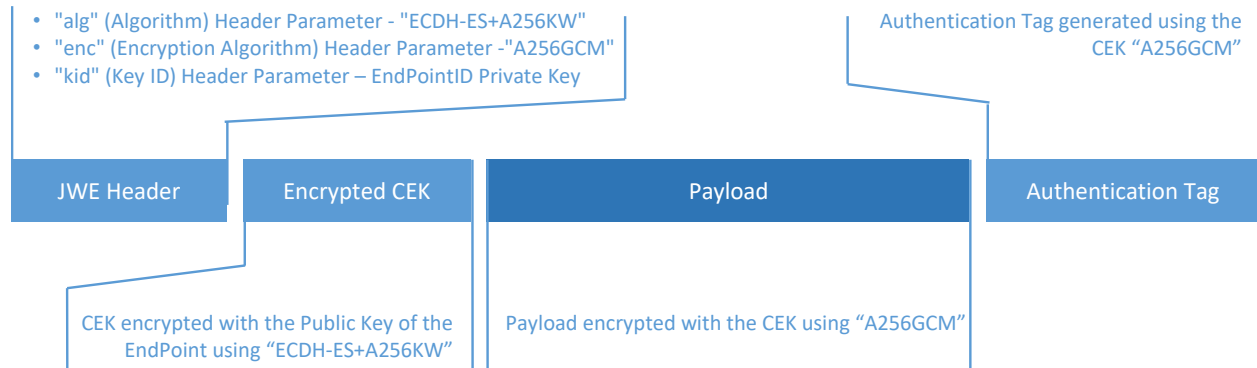 • "alg" (Algorithm) Header Parameter - "ECDH-ES+A256KW"
• "enc" (Encryption Algorithm) Header Parameter -"A256GCM"
• "kid" (Key ID) Header Parameter – EndPointID Private Key
Authentication Tag generated using the
CEK “A256GCM”
JWE Header
Encrypted CEK
Payload
Authentication Tag
CEK encrypted with the Public Key of the
EndPoint using “ECDH-ES+A256KW”
Payload encrypted with the CEK using “A256GCM”